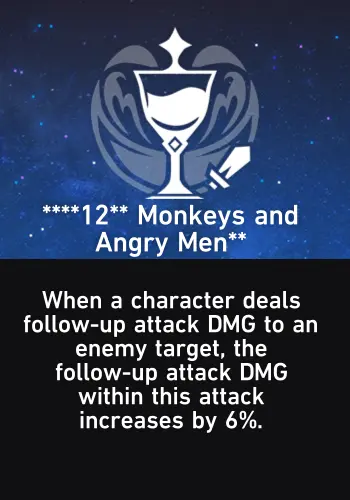 ****12** Monkeys and
Angry Men**
When a character deals
follow-up attack DMG to an
enemy target, the
follow-up attack DMG
within this attack
increases by 6%.